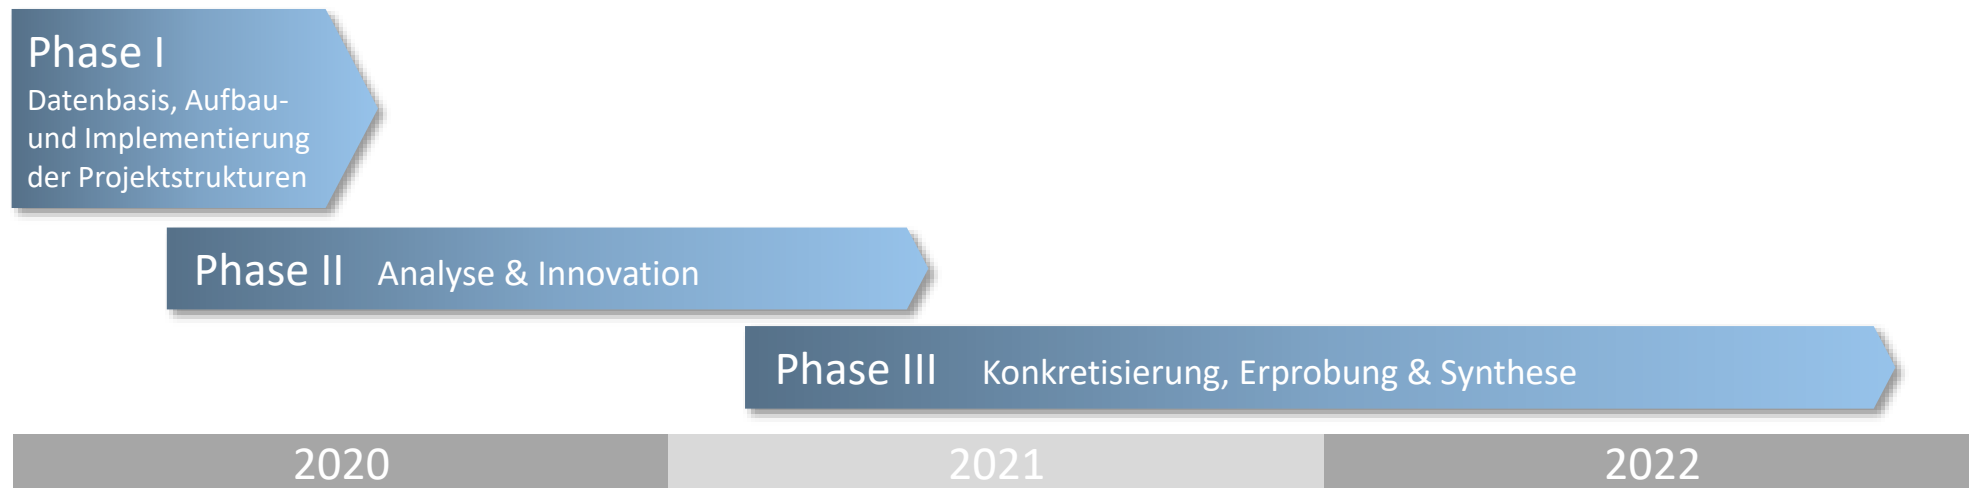 Phase I
Datenbasis, Aufbau-
und Implementierung
der Projektstrukturen
Phase II Analyse & Innovation
Phase III Konkretisierung, Erprobung & Synthese
2020 2021 2022